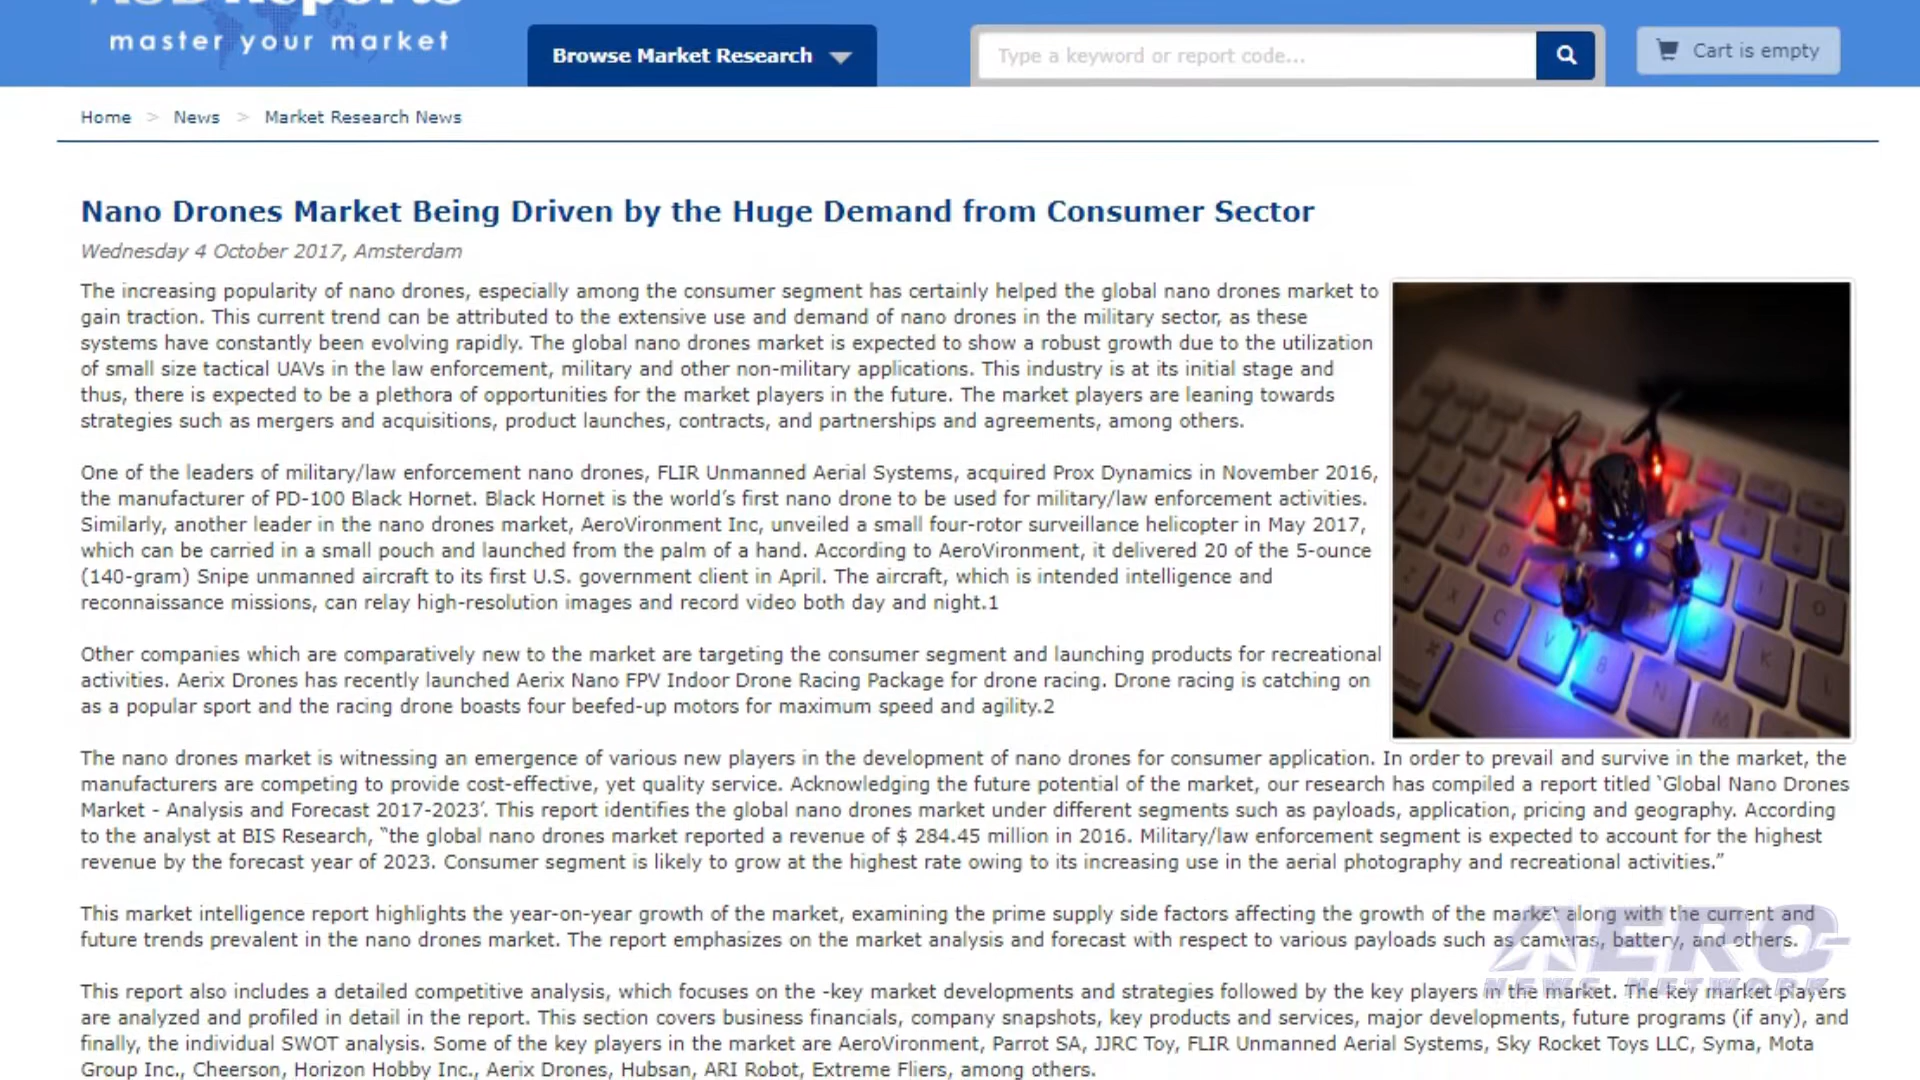 ASDReports
master your market
Browse Market Research
Type a keyword or report code...
Cart is empty
Home > News > Market Research News
Nano Drones Market Being Driven by the Huge Demand from Consumer Sector
Wednesday 4 October 2017, Amsterdam
The increasing popularity of nano drones, especially among the consumer segment has certainly helped the global nano drones market to
gain traction. This current trend can be attributed to the extensive use and demand of nano drones in the military sector, as these
systems have constantly been evolving rapidly. The global nano drones market is expected to show a robust growth due to the utilization
of small size tactical UAVs in the law enforcement, military and other non-military applications. This industry is at its initial stage and
thus, there is expected to be a plethora of opportunities for the market players in the future. The market players are leaning towards
strategies such as mergers and acquisitions, product launches, contracts, and partnerships and agreements, among others.
One of the leaders of military/law enforcement nano drones, FLIR Unmanned Aerial Systems, acquired Prox Dynamics in November 2016,
the manufacturer of PD-100 Black Hornet. Black Hornet is the world’s first nano drone to be used for military/law enforcement activities.
Similarly, another leader in the nano drones market, AeroVironment Inc, unveiled a small four-rotor surveillance helicopter in May 2017,
which can be carried in a small pouch and launched from the palm of a hand. According to AeroVironment, it delivered 20 of the 5-ounce
(140-gram) Snipe unmanned aircraft to its first U.S. government client in April. The aircraft, which is intended intelligence and
reconnaissance missions, can relay high-resolution images and record video both day and night.1
Other companies which are comparatively new to the market are targeting the consumer segment and launching products for recreational
activities. Aerix Drones has recently launched Aerix Nano FPV Indoor Drone Racing Package for drone racing. Drone racing is catching on
as a popular sport and the racing drone boasts four beefed-up motors for maximum speed and agility.2
The nano drones market is witnessing an emergence of various new players in the development of nano drones for consumer application. In order to prevail and survive in the market, the
manufacturers are competing to provide cost-effective, yet quality service. Acknowledging the future potential of the market, our research has compiled a report titled ‘Global Nano Drones
Market - Analysis and Forecast 2017-2023’. This report identifies the global nano drones market under different segments such as payloads, application, pricing and geography. According
to the analyst at BIS Research, “the global nano drones market reported a revenue of $ 284.45 million in 2016. Military/law enforcement segment is expected to account for the highest
revenue by the forecast year of 2023. Consumer segment is likely to grow at the highest rate owing to its increasing use in the aerial photography and recreational activities.”
This market intelligence report highlights the year-on-year growth of the market, examining the prime supply side factors affecting the growth of the market along with the current and
future trends prevalent in the nano drones market. The report emphasizes on the market analysis and forecast with respect to various payloads such as cameras, battery, and others.
This report also includes a detailed competitive analysis, which focuses on the -key market developments and strategies followed by the key players in the market. The key market players
are analyzed and profiled in detail in the report. This section covers business financials, company snapshots, key products and services, major developments, future programs (if any), and
finally, the individual SWOT analysis. Some of the key players in the market are AeroVironment, Parrot SA, JJRC Toy, FLIR Unmanned Aerial Systems, Sky Rocket Toys LLC, Syma, Mota
Group Inc., Cheerson, Horizon Hobby Inc., Aerix Drones, Hubsan, ARI Robot, Extreme Fliers, among others.
AERO
NEWS NETWORK